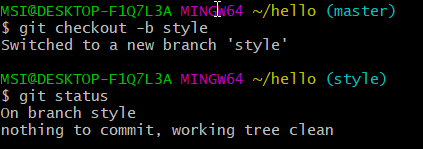 MSI@DESKTOP-F1Q7L3A MINGW64 ~/hello (master)
$ git checkout -b style
Switched to a new branch 'style'
MSI@DESKTOP-F1Q7L3A MINGW64 ~/hello (style)
$ git status
On branch style
nothing to commit, working tree clean